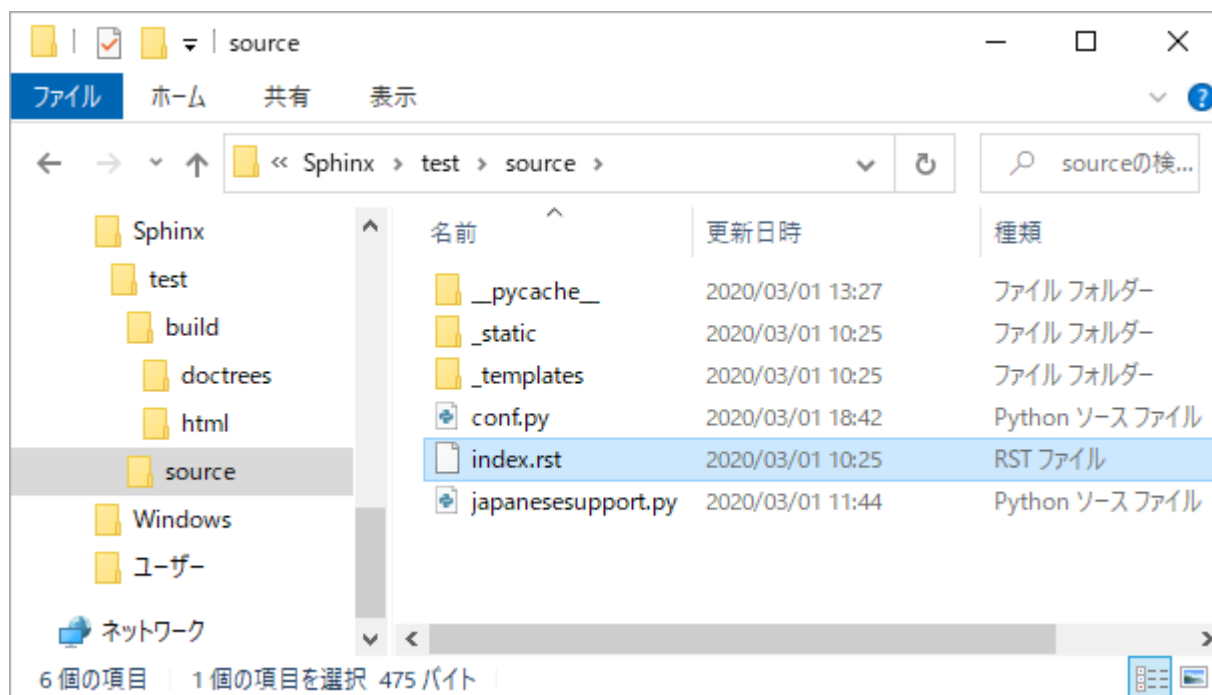 source
ファイル ホーム 共有 表示
« Sphinx › test › source › sourceの検...
Sphinx
test
build
doctrees
html
source
Windows
ユーザー
ネットワーク
名前 更新日時 種類
__pycache__ 2020/03/01 13:27 ファイル フォルダー
_static 2020/03/01 10:25 ファイル フォルダー
_templates 2020/03/01 10:25 ファイル フォルダー
conf.py 2020/03/01 18:42 Python ソース ファイル
index.rst 2020/03/01 10:25 RST ファイル
japanesesupport.py 2020/03/01 11:44 Python ソース ファイル
6 個の項目 1 個の項目を選択 475 バイト